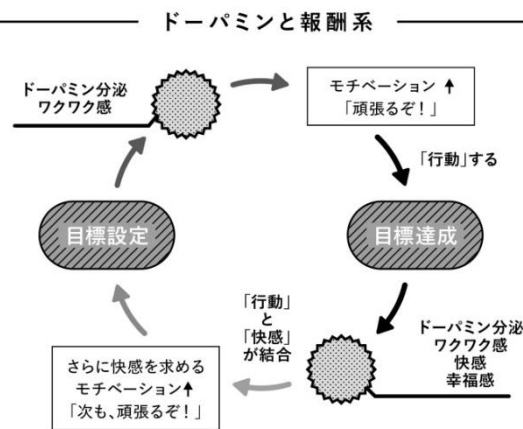 ドーパミンと報酬系
ドーパミン分泌
ワクワク感
モチベーション↑
「頑張るぞ！」
「行動」する
目標設定
目標達成
「行動」
と
「快感」
が結合
ドーパミン分泌
ワクワク感
快感
幸福感
さらに快感を求める
モチベーション↑
「次も、頑張るぞ！」